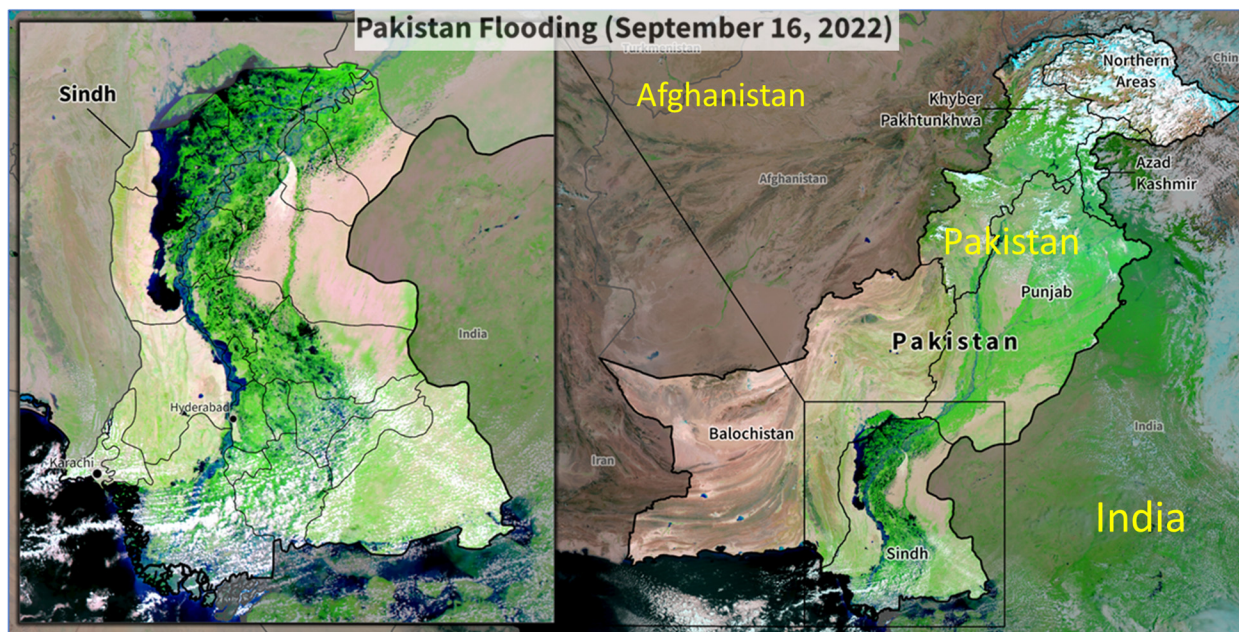 Pakistan Flooding (September 16, 2022)
Sindh
India
Hyderabad
Karachi
Turkmenistan
Afghanistan
Afghanistan
Northern
Areas
Khyber
Pakhtunkhwa
Azad
Kashmir
Pakistan
Punjab
Pakistan
Balochistan
Iran
India
India
Sindh